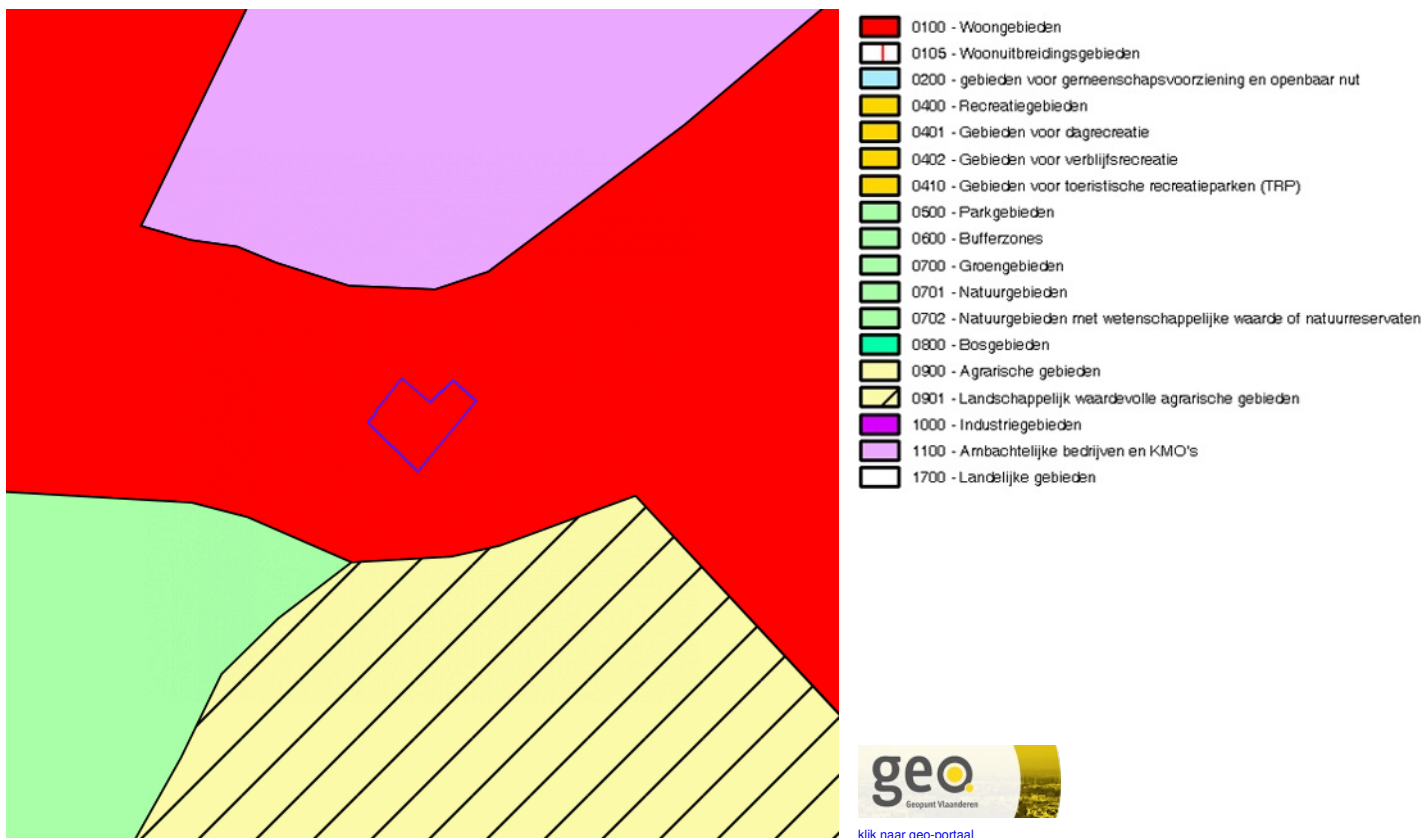 0100 - Woongebieden
0105 - Woonuitbreidingsgebieden
0200 - gebieden voor gemeenschapsvoorziening en openbaar nut
0400 - Recreatiegebieden
0401 - Gebieden voor dagrecreatie
0402 - Gebieden voor verblijfsrecreatie
0410 - Gebieden voor toeristische recreatieparken (TRP)
0500 - Parkgebieden
0600 - Bufferzones
0700 - Groengebieden
0701 - Natuurgebieden
0702 - Natuurgebieden met wetenschappelijke waarde of natuurreservaten
0800 - Bosgebieden
0900 - Agrarische gebieden
0901 - Landschappelijk waardevolle agrarische gebieden
1000 - Industriegebieden
1100 - Ambachtelijke bedrijven en KMO's
1700 - Landelijke gebieden
geo.
Geopunt Vlaanderen
klik naar geo-portaal